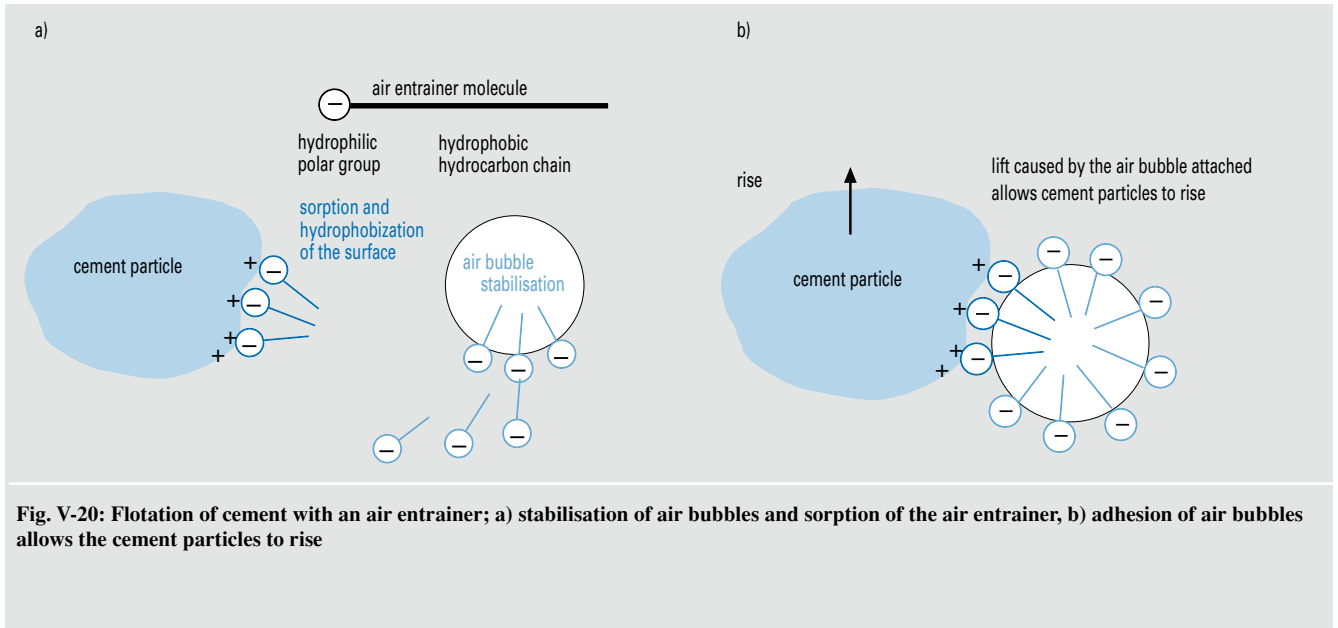 a)
air entrainer molecule
−
hydrophilic
polar group
hydrophobic
hydrocarbon chain
sorption and
hydrophobization
of the surface
cement particle
+ −
+ −
+ −
+
air bubble
stabilisation
− − −
− − −
b)
rise
lift caused by the air bubble attached
allows cement particles to rise
cement particle
+ −
+ −
+ −
+
− −
−
−
− − −
Fig. V-20: Flotation of cement with an air entrainer; a) stabilisation of air bubbles and sorption of the air entrainer, b) adhesion of air bubbles
allows the cement particles to rise